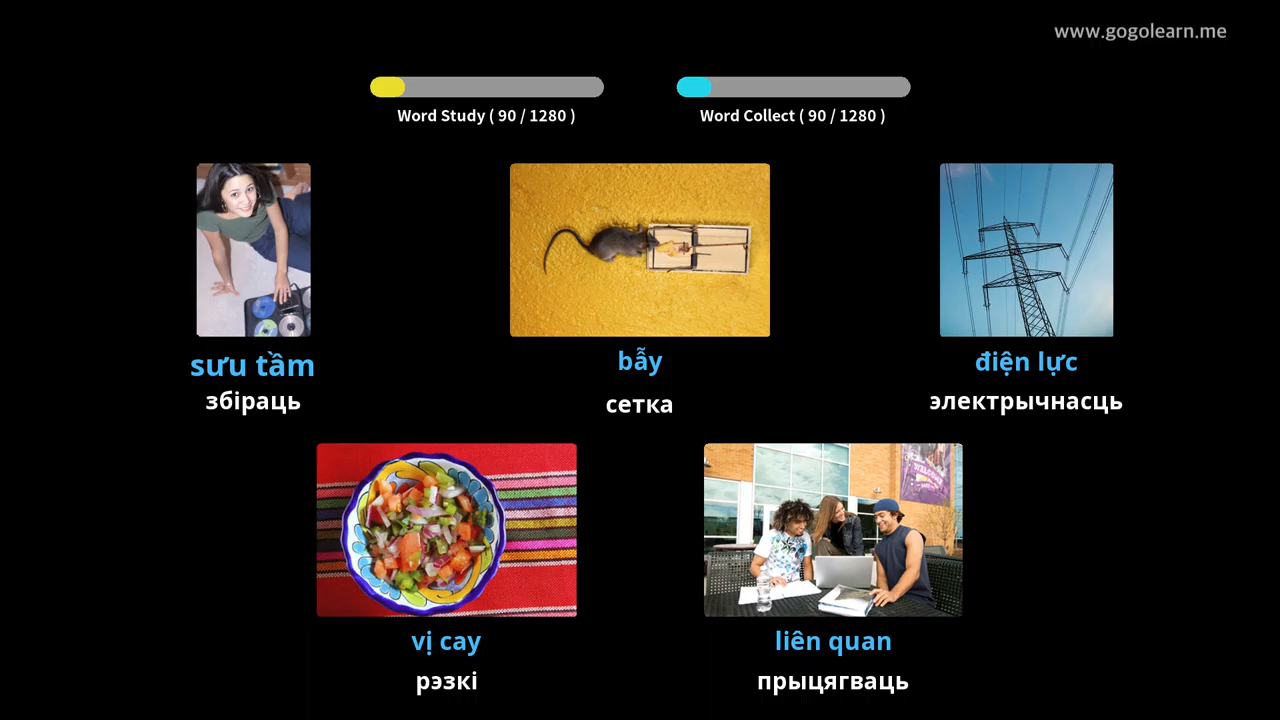 www.gogolearn.me
Word Study ( 90 / 1280 )
Word Collect ( 90 / 1280 )
sưu tầm
збіраць
bẫy
сетка
điện lực
электрычнасць
WELCOME
vị cay
рэзкі
liên quan
прыцягваць